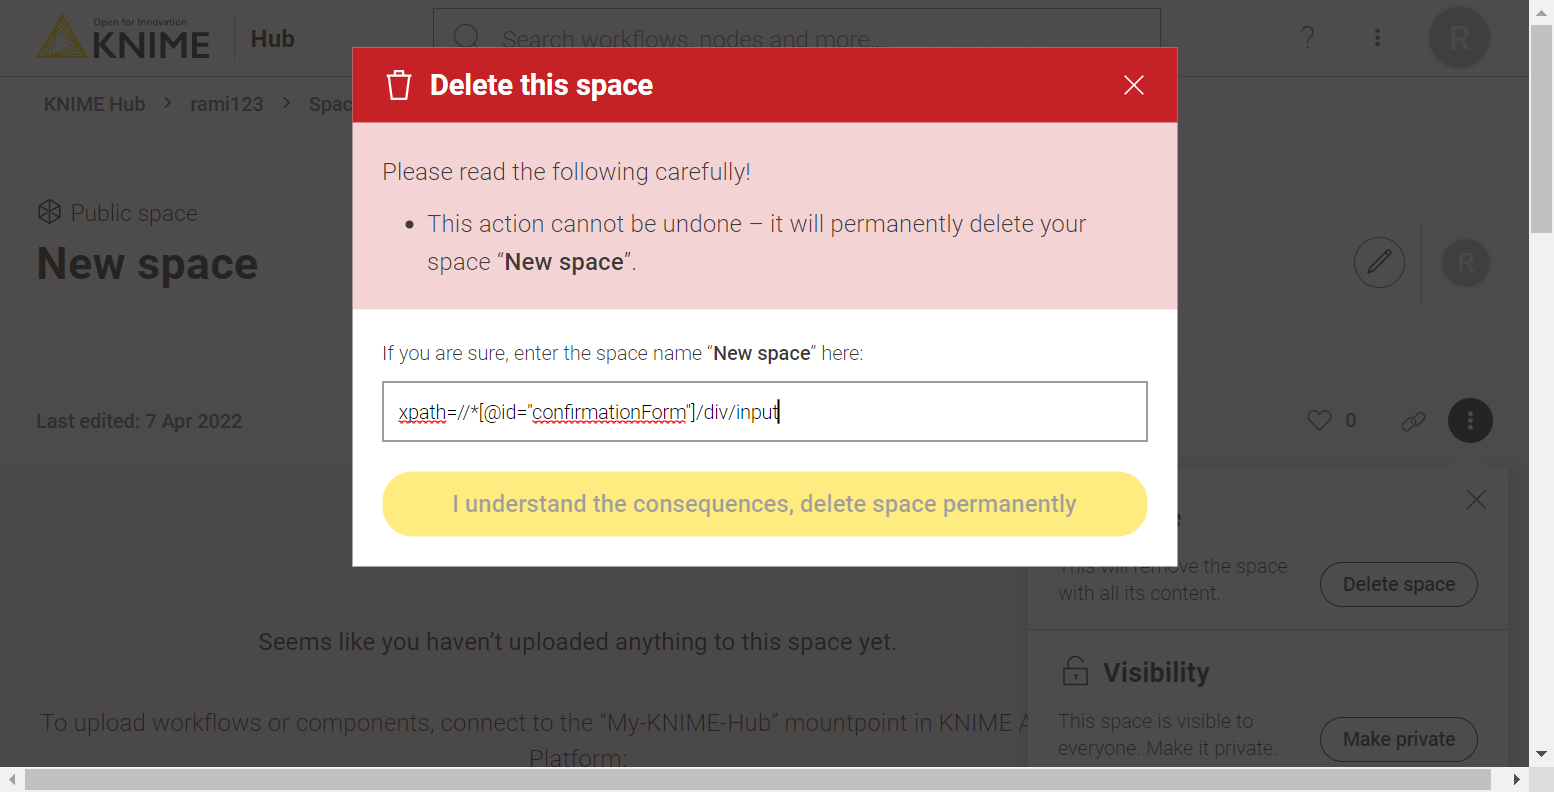 Open for Innovation
KNIME
Hub
Search workflows, nodes and more...
?
R
Delete this space
KNIME Hub > rami123 > Spac
Please read the following carefully!
• This action cannot be undone – it will permanently delete your
space “New space”.
Public space
New space
R
If you are sure, enter the space name “New space” here:
xpath=//*[@id="confirmationForm"]/div/input
Last edited: 7 Apr 2022
0
I understand the consequences, delete space permanently
e
This will remove the space
with all its content.
Delete space
Seems like you haven’t uploaded anything to this space yet.
Visibility
To upload workflows or components, connect to the “My-KNIME-Hub” mountpoint in KNIME A
Platform:
This space is visible to
everyone. Make it private.
Make private